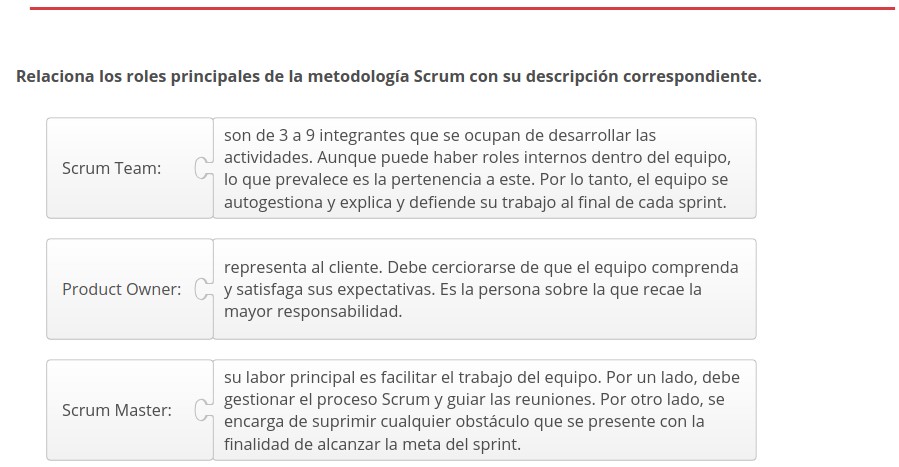 Relaciona los roles principales de la metodología Scrum con su descripción correspondiente.
Scrum Team:
son de 3 a 9 integrantes que se ocupan de desarrollar las
actividades. Aunque puede haber roles internos dentro del equipo,
lo que prevalece es la pertenencia a este. Por lo tanto, el equipo se
autogestiona y explica y defiende su trabajo al final de cada sprint.
Product Owner:
representa al cliente. Debe cerciorarse de que el equipo comprenda
y satisfaga sus expectativas. Es la persona sobre la que recae la
mayor responsabilidad.
Scrum Master:
su labor principal es facilitar el trabajo del equipo. Por un lado, debe
gestionar el proceso Scrum y guiar las reuniones. Por otro lado, se
encarga de suprimir cualquier obstáculo que se presente con la
finalidad de alcanzar la meta del sprint.